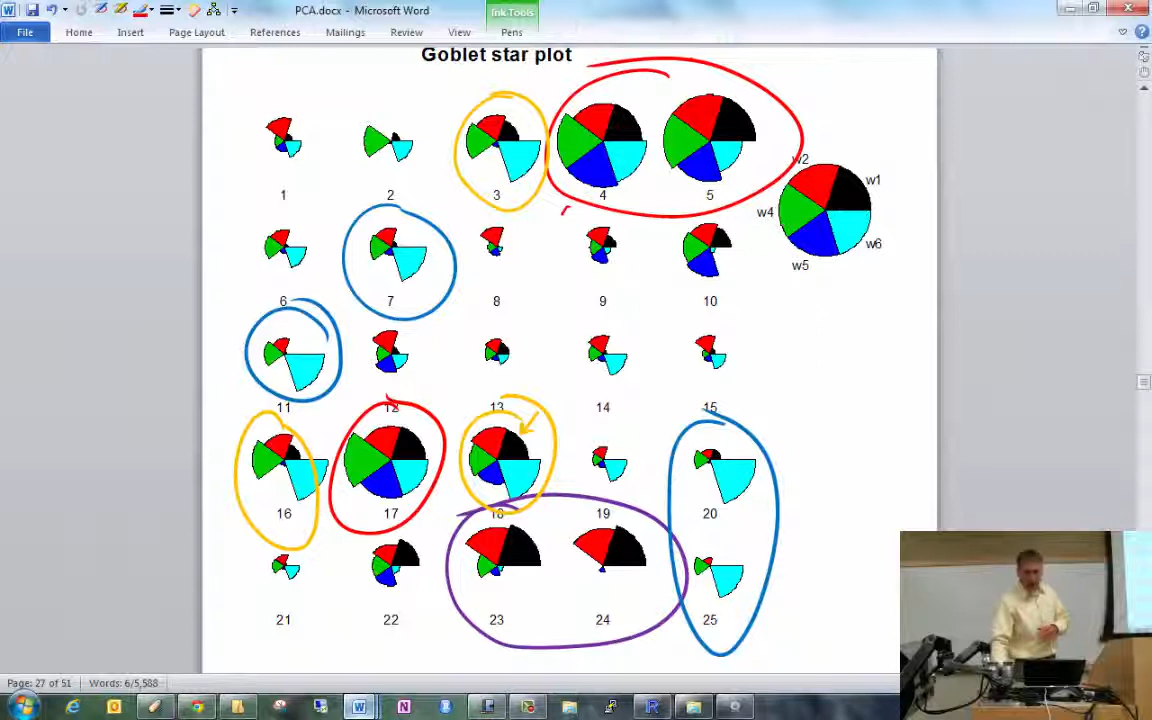 PCA.docx - Microsoft Word
Ink Tools
File Home Insert Page Layout References Mailings Review View Pens
Goblet star plot
1 2 3 4 5
w2
w1
w4
w6
w5
6 7 8 9 10
11 12 13 14 15
16 17 18 19 20
21 22 23 24 25
Page: 27 of 51 Words: 6/5,588